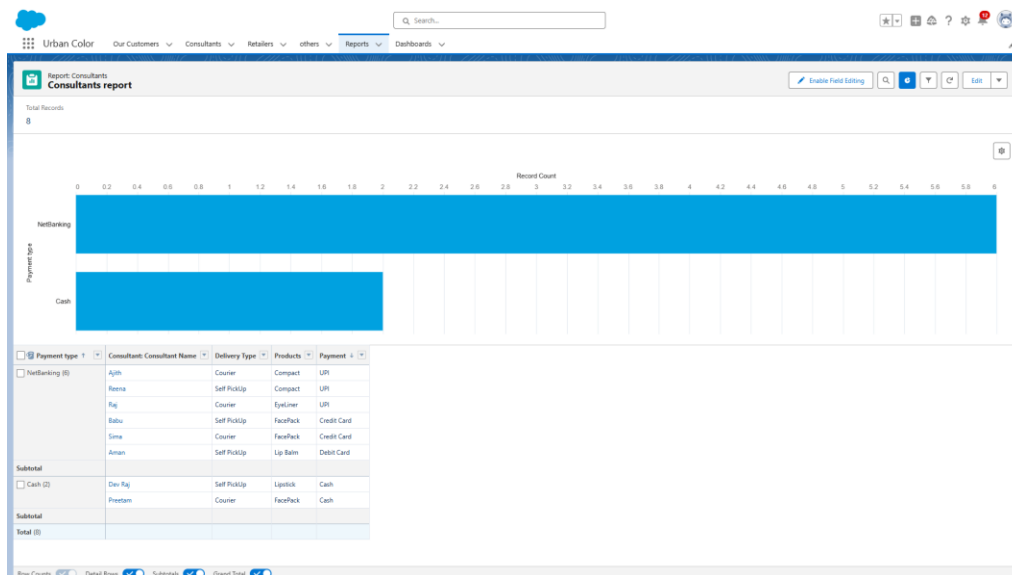 Search...
10
Urban Color Our Customers Consultants Retailers others Reports Dashboards
Report: Consultants
Consultants report
Enable Field Editing Edit
Total Records
8
Record Count
0 0.2 0.4 0.6 0.8 1 1.2 1.4 1.6 1.8 2 2.2 2.4 2.6 2.8 3 3.2 3.4 3.6 3.8 4 4.2 4.4 4.6 4.8 5 5.2 5.4 5.6 5.8 6
Payment type
NetBanking
Cash
Payment type ↑ Consultant: Consultant Name Delivery Type Products Payment ↓
NetBanking (6) Ajith Courier Compact UPI
Reena Self PickUp Compact UPI
Raj Courier EyeLiner UPI
Babu Self PickUp FacePack Credit Card
Sima Courier FacePack Credit Card
Aman Self PickUp Lip Balm Debit Card
Subtotal
Cash (2) Dev Raj Self PickUp Lipstick Cash
Preetam Courier FacePack Cash
Subtotal
Total (8)
Row Counts Detail Rows Subtotals Grand Total